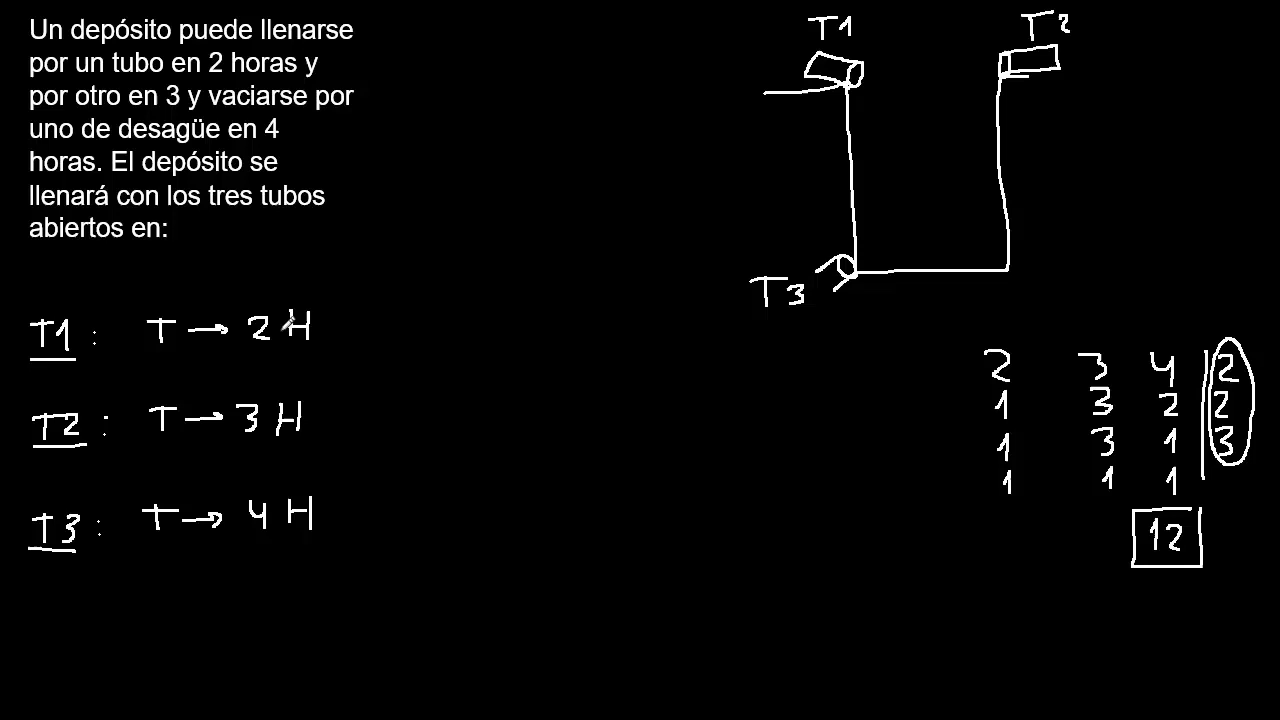 Un depósito puede llenarse
por un tubo en 2 horas y
por otro en 3 y vaciarse por
uno de desagüe en 4
horas. El depósito se
llenará con los tres tubos
abiertos en:
T1 T2
T3
T1 : T → 2 H
T2 : T → 3 H
T3 : T → 4 H
2 3 4 | 2
1 3 2 | 2
1 3 1 | 3
1 1 1
12